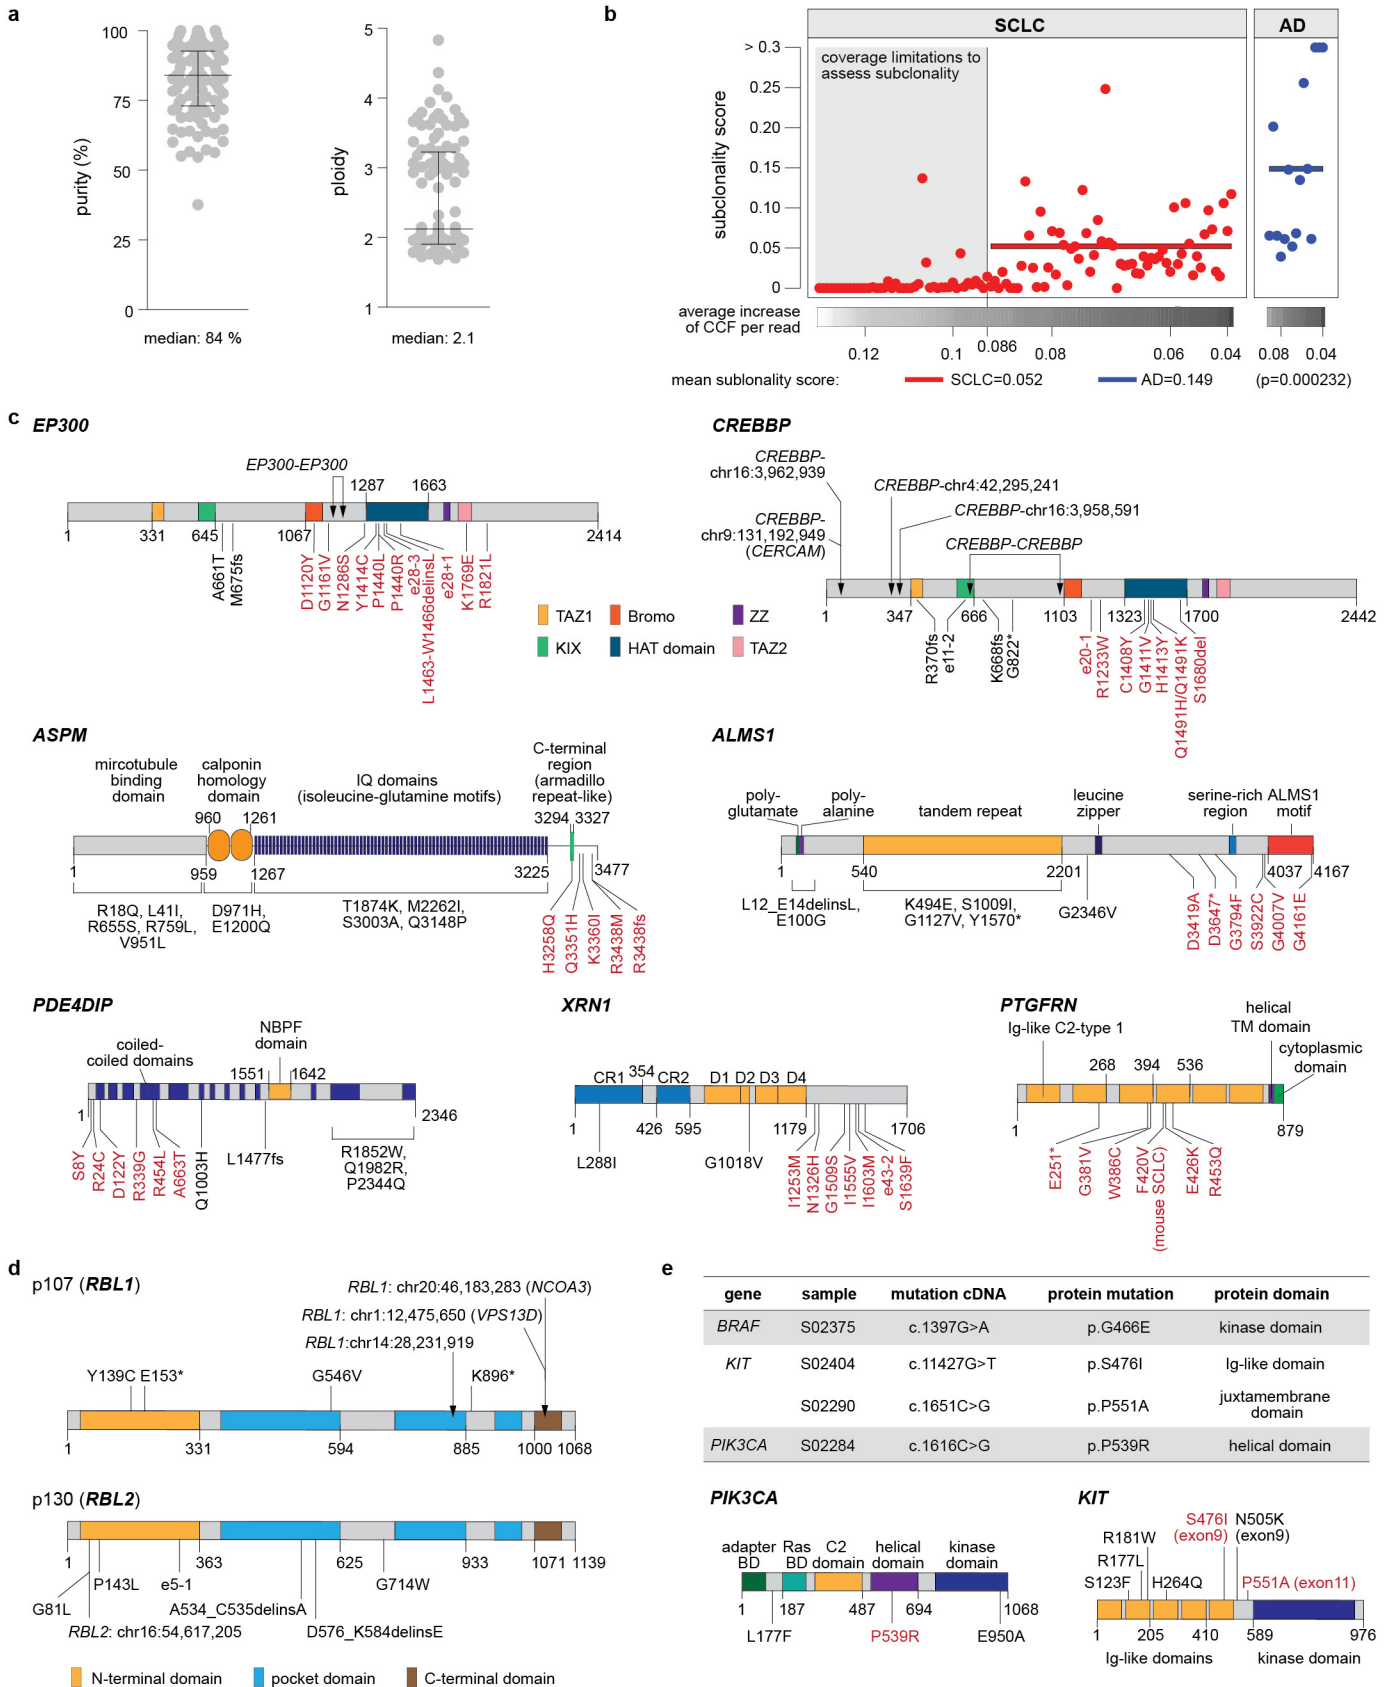 a
purity (%)
100
75
50
25
0
median: 84 %
ploidy
5
4
3
2
1
median: 2.1
b
SCLC
AD
subclonality score
> 0.3
0.25
0.20
0.15
0.10
0.05
0
coverage limitations to
assess subclonality
average increase
of CCF per read
0.12
0.1
0.086
0.08
0.06
0.04
0.08
0.04
mean sublonality score:
SCLC=0.052
AD=0.149
(p=0.000232)
c
EP300
EP300-EP300
1287
1663
1
331
645
1067
2414
A661T
M675fs
D1120Y
G1161V
N1286S
Y1414C
P1440L
P1440R
e28-3
L1463-W1466delinsL
e28+1
K1769E
R1821L
TAZ1
Bromo
ZZ
KIX
HAT domain
TAZ2
CREBBP
CREBBP-
chr16:3,962,939
CREBBP-chr4:42,295,241
CREBBP-chr16:3,958,591
CREBBP-
chr9:131,192,949
(CERCAM)
CREBBP-CREBBP
1
347
666
1103
1323
1700
2442
R370fs
e11-2
K668fs
G822*
e20-1
R1233W
C1408Y
G1411V
H1413Y
Q1491H/Q1491K
S1680del
ASPM
mircotubule
binding
domain
calponin
homology
domain
IQ domains
(isoleucine-glutamine motifs)
C-terminal
region
(armadillo
repeat-like)
960
1261
3294
3327
1
959
1267
3225
3477
R18Q, L41I,
R655S, R759L,
V951L
D971H,
E1200Q
T1874K, M2262I,
S3003A, Q3148P
H3258Q
Q3351H
K3360I
R3438M
R3438fs
ALMS1
poly-
glutamate
poly-
alanine
tandem repeat
leucine
zipper
serine-rich
region
ALMS1
motif
1
540
2201
4037
4167
L12_E14delinsL,
E100G
K494E, S1009I,
G1127V, Y1570*
G2346V
D3419A
D3647*
G3794F
S3922C
G4007V
G4161E
PDE4DIP
coiled-
coiled domains
NBPF
domain
1551
1642
1
2346
S8Y
R24C
D122Y
R339G
R454L
A663T
Q1003H
L1477fs
R1852W,
Q1982R,
P2344Q
XRN1
CR1
354
CR2
D1
D2
D3
D4
1
426
595
1179
1706
L288I
G1018V
I1253M
N1326H
G1509S
I1555V
I1603M
e43-2
S1639F
PTGFRN
Ig-like C2-type 1
helical
TM domain
cytoplasmic
domain
268
394
536
1
879
E251*
G381V
W386C
F420V
(mouse SCLC)
E426K
R453Q
d
p107 (RBL1)
RBL1: chr20:46,183,283 (NCOA3)
RBL1: chr1:12,475,650 (VPS13D)
RBL1:chr14:28,231,919
Y139C
E153*
G546V
K896*
1
331
594
885
1000
1068
p130 (RBL2)
1
363
625
933
1071
1139
G81L
P143L
e5-1
G714W
A534_C535delinsA
RBL2: chr16:54,617,205
D576_K584delinsE
N-terminal domain
pocket domain
C-terminal domain
e
gene sample mutation cDNA protein mutation protein domain
BRAF S02375 c.1397G>A p.G466E kinase domain
KIT S02404 c.11427G>T p.S476I Ig-like domain
S02290 c.1651C>G p.P551A juxtamembrane
domain
PIK3CA S02284 c.1616C>G p.P539R helical domain
PIK3CA
adapter
BD
Ras
BD
C2
domain
helical
domain
kinase
domain
1
187
487
694
1068
L177F
P539R
E950A
KIT
S476I
(exon9)
N505K
(exon9)
R181W
R177L
S123F
H264Q
P551A (exon11)
1
205
410
589
976
Ig-like domains
kinase domain